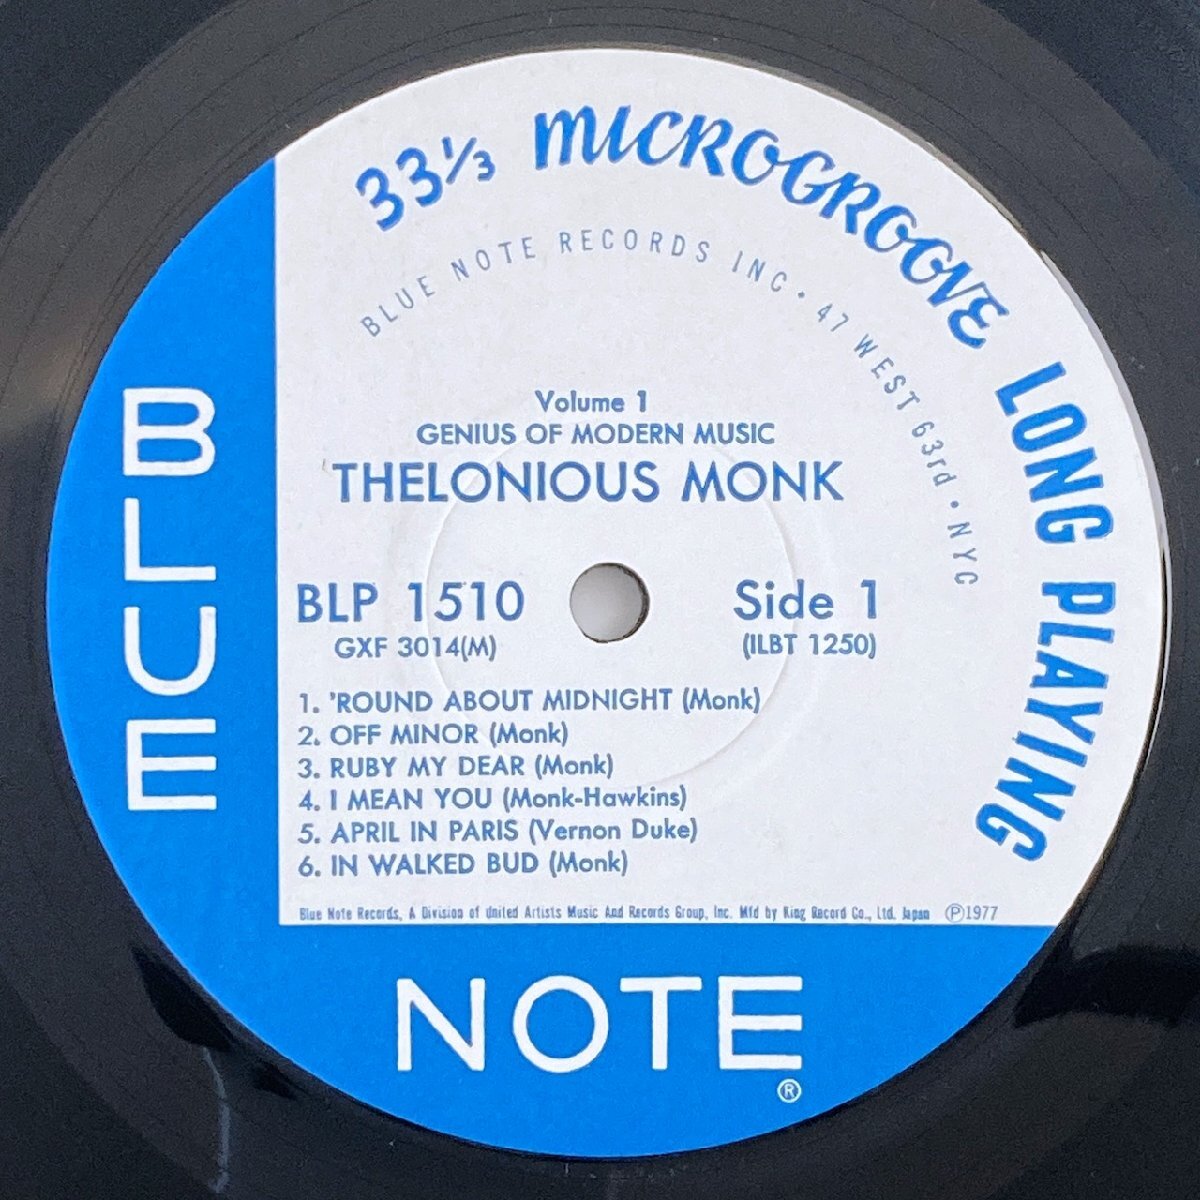 33⅓ MICROGROOVE LONG PLAYING
BLUE NOTE RECORDS INC · 47 WEST 63rd · NYC
Volume 1
GENIUS OF MODERN MUSIC
THELONIOUS MONK
BLP 1510
GXF 3014(M)
Side 1
(ILBT 1250)
1. 'ROUND ABOUT MIDNIGHT (Monk)
2. OFF MINOR (Monk)
3. RUBY MY DEAR (Monk)
4. I MEAN YOU (Monk-Hawkins)
5. APRIL IN PARIS (Vernon Duke)
6. IN WALKED BUD (Monk)
Blue Note Records, A Division of United Artists Music And Records Group, Inc. Mfd by King Record Co., Ltd. Japan ℗1977
BLUE
NOTE®